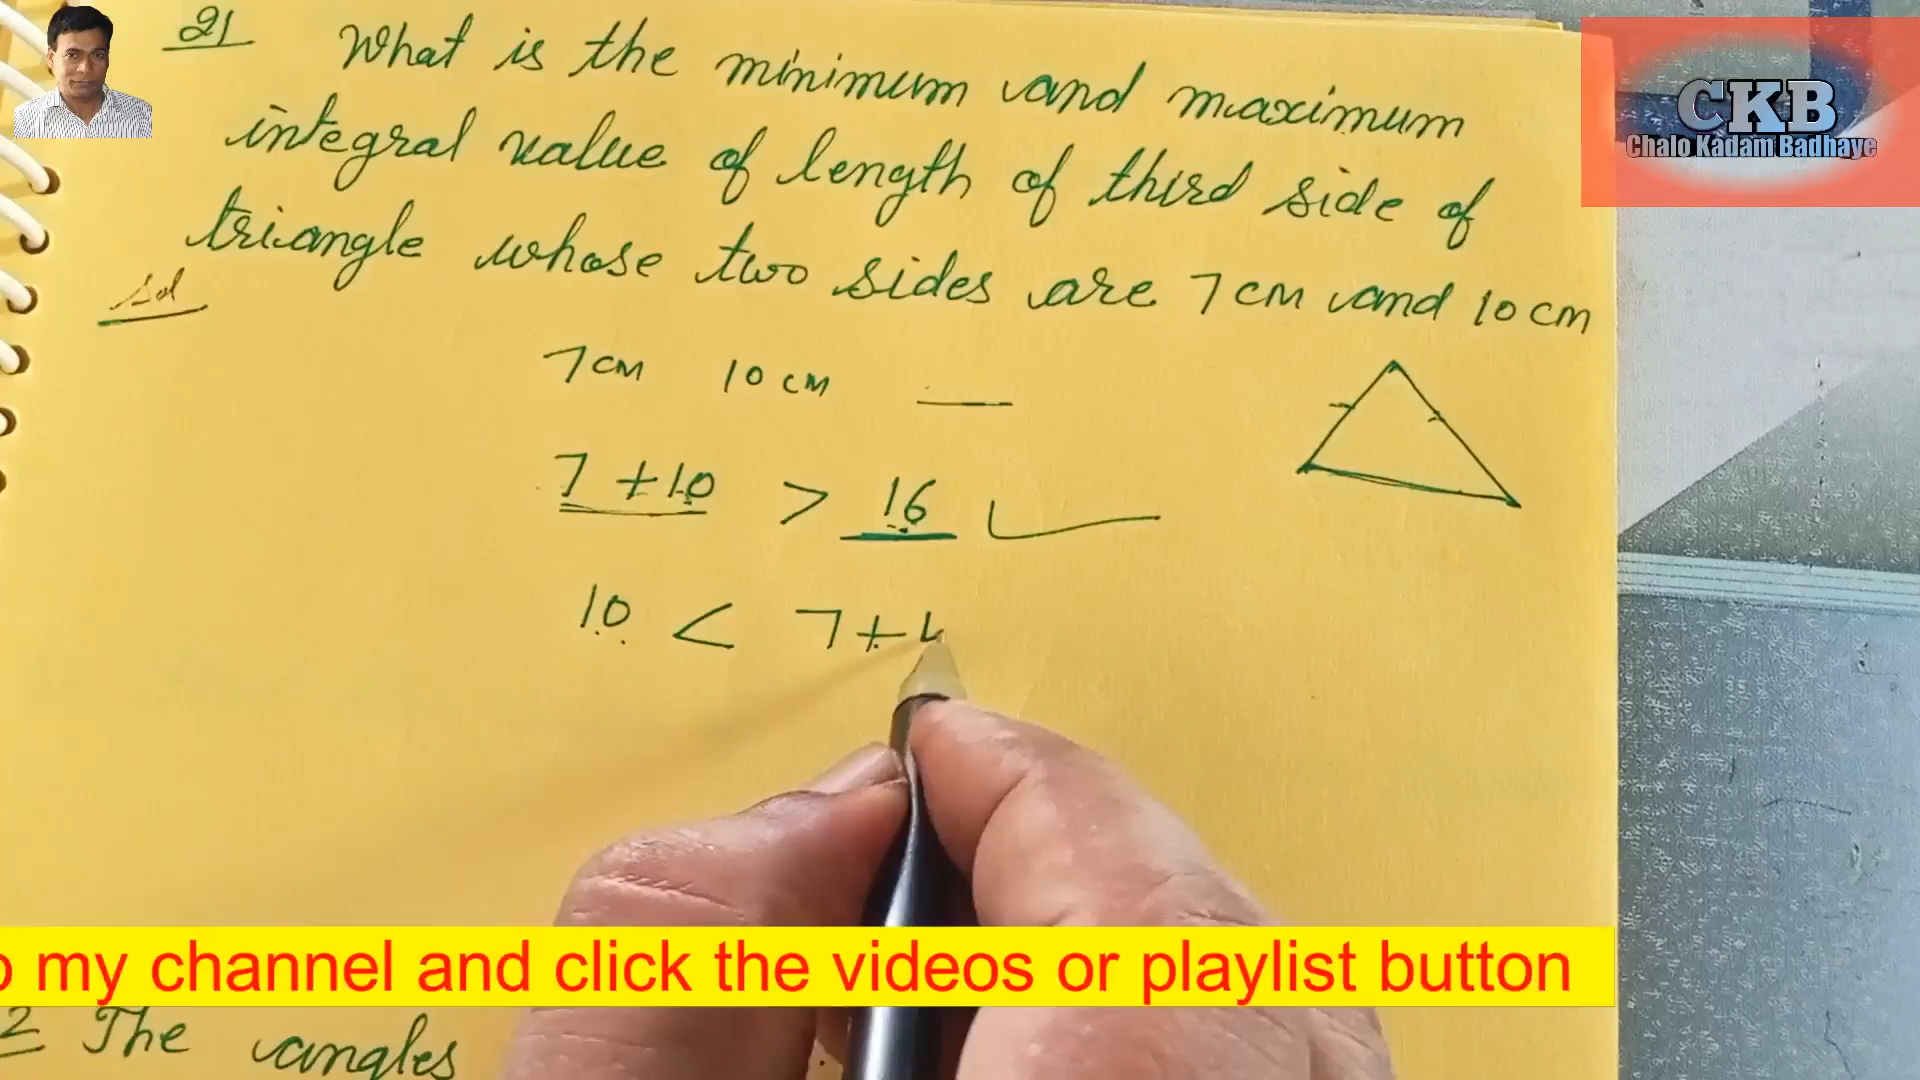 21 What is the minimum and maximum
integral value of length of third side of
triangle whose two sides are 7 cm and 10 cm
Sol
7 cm 10 cm
7 + 10 > 16
10 < 7 + 4
my channel and click the videos or playlist button
2 The angles
CKB
Chalo Kadam Badhaye